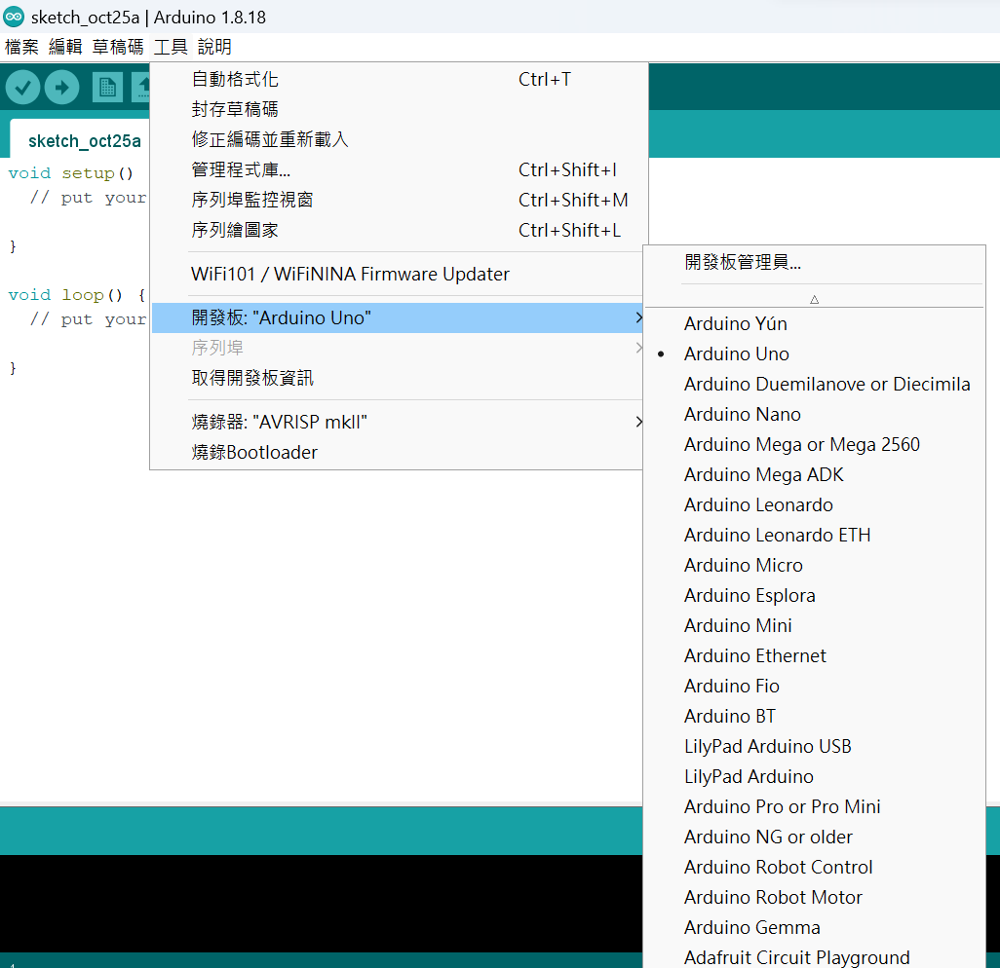 sketch_oct25a | Arduino 1.8.18
檔案 編輯 草稿碼 工具 說明
sketch_oct25a
void setup()
// put your
}
void loop() {
// put your
}
自動格式化 Ctrl+T
封存草稿碼
修正編碼並重新載入
管理程式庫... Ctrl+Shift+I
序列埠監控視窗 Ctrl+Shift+M
序列繪圖家 Ctrl+Shift+L
WiFi101 / WiFiNINA Firmware Updater
開發板: "Arduino Uno"
序列埠
取得開發板資訊
燒錄器: "AVRISP mkII"
燒錄Bootloader
開發板管理員...
Arduino Yún
Arduino Uno
Arduino Duemilanove or Diecimila
Arduino Nano
Arduino Mega or Mega 2560
Arduino Mega ADK
Arduino Leonardo
Arduino Leonardo ETH
Arduino Micro
Arduino Esplora
Arduino Mini
Arduino Ethernet
Arduino Fio
Arduino BT
LilyPad Arduino USB
LilyPad Arduino
Arduino Pro or Pro Mini
Arduino NG or older
Arduino Robot Control
Arduino Robot Motor
Arduino Gemma
Adafruit Circuit Playground